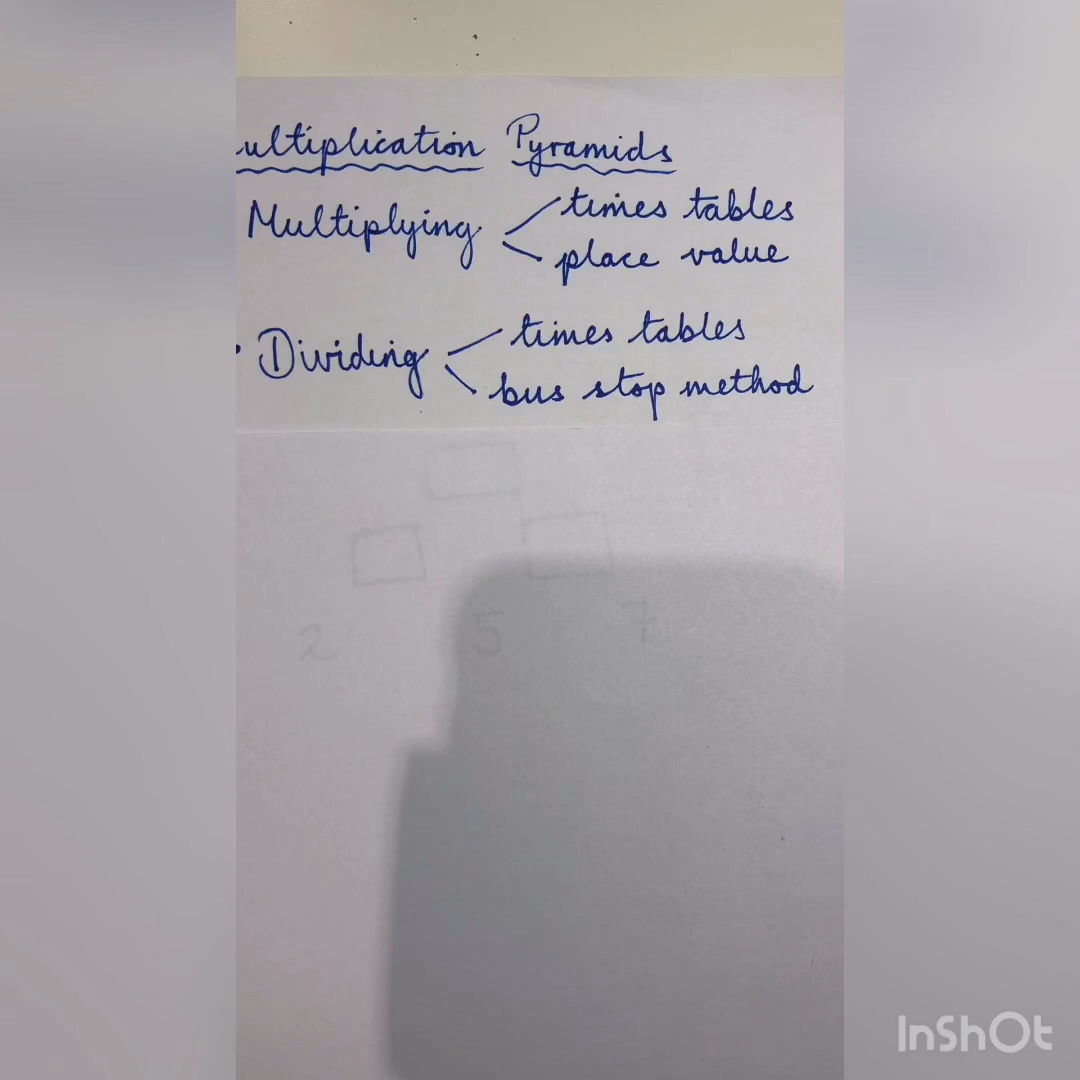 ultiplication Pyramids
Multiplying
times tables
place value
Dividing
times tables
bus stop method
2 5 7
InShOt